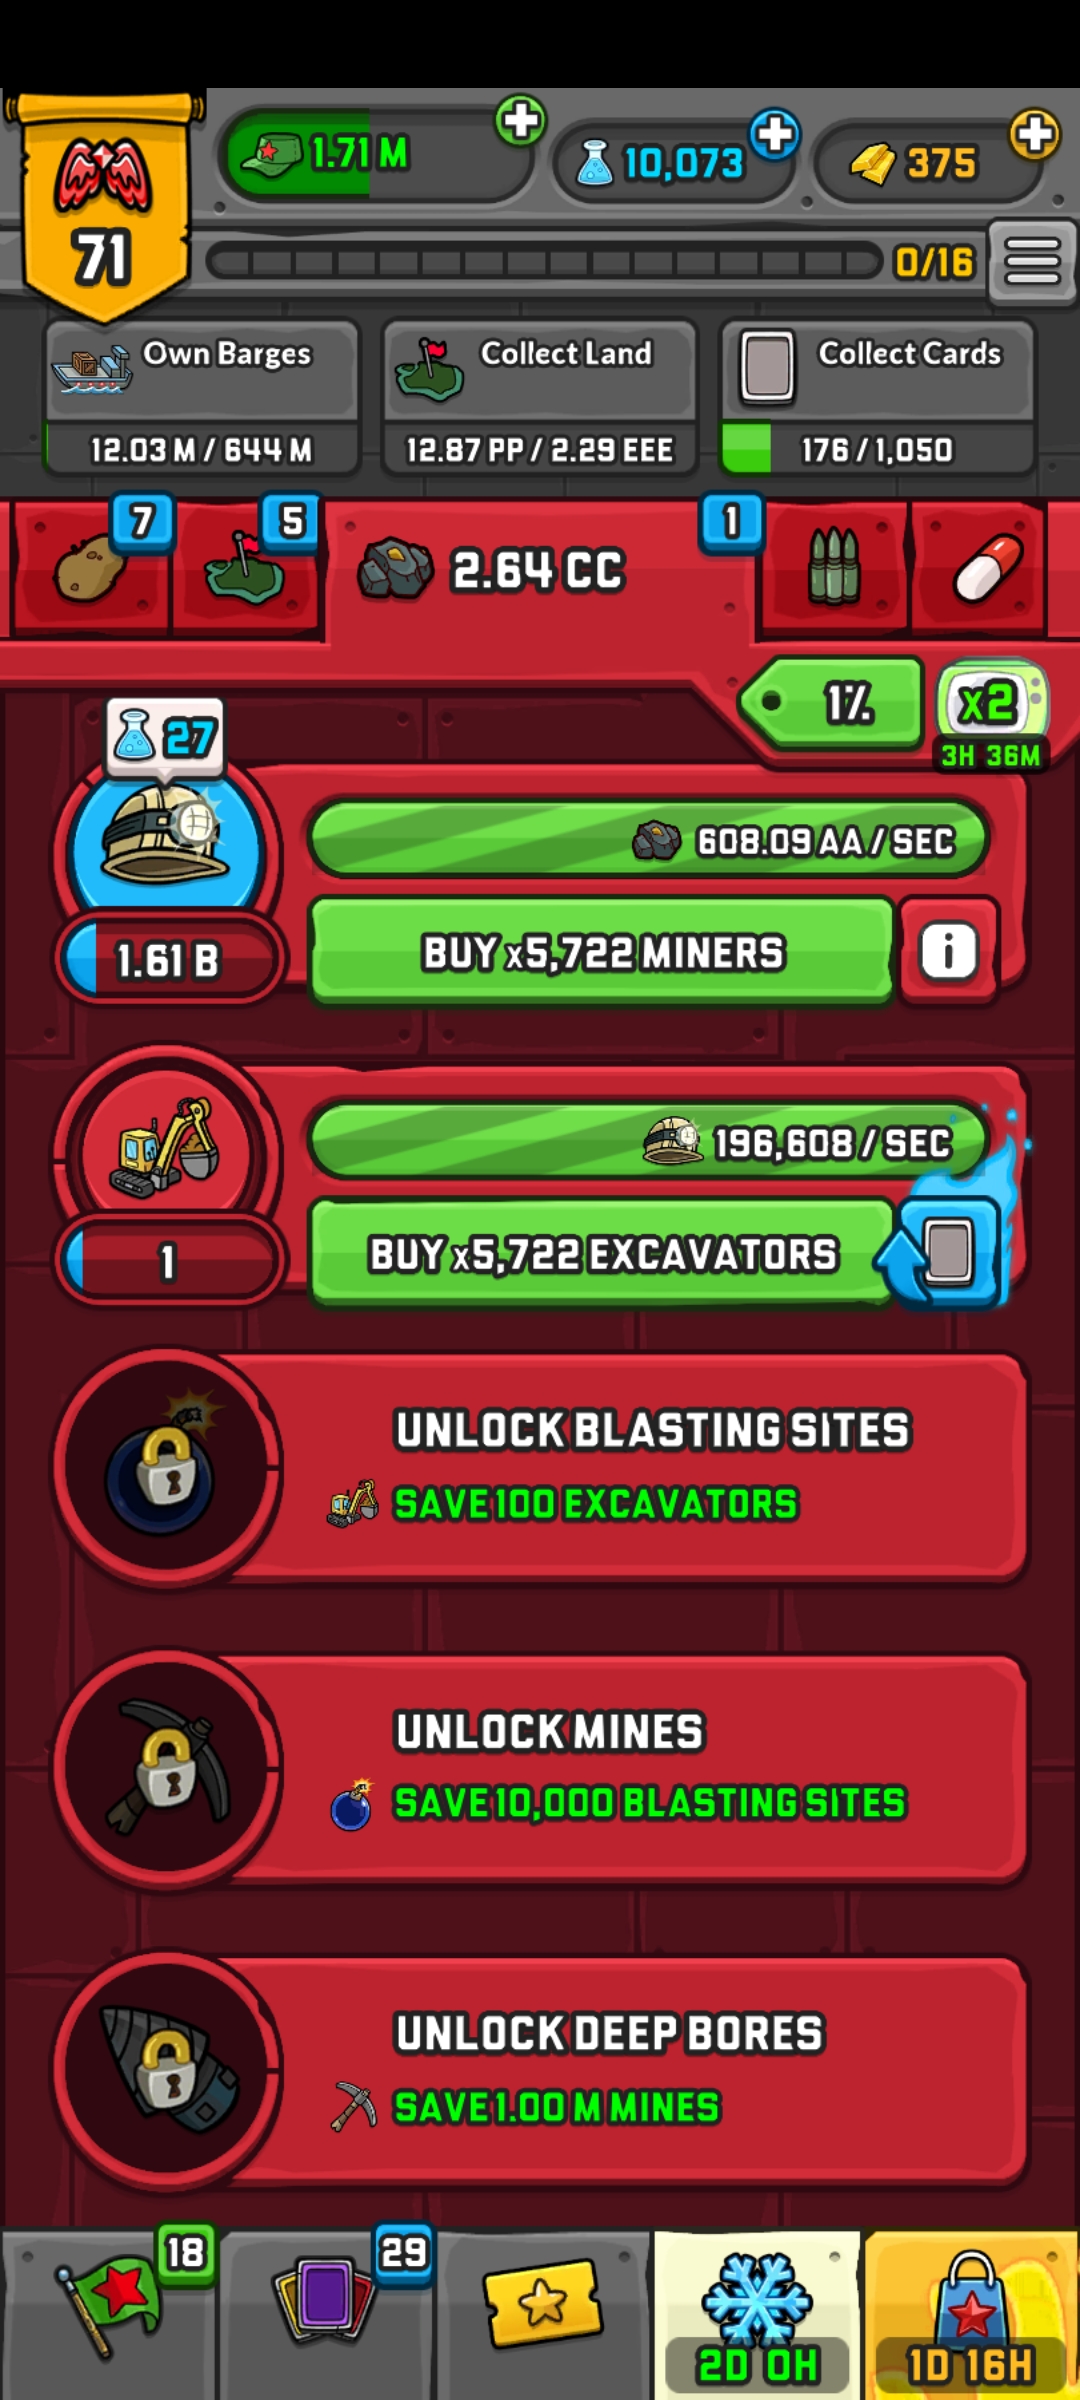 71
1.71 M
10,073
375
0/16
Own Barges
12.03 M / 644 M
Collect Land
12.87 PP / 2.29 EEE
Collect Cards
176 / 1,050
7
5
2.64 CC
1
1%
x2
3H 36M
27
608.09 AA / SEC
1.61 B
BUY x5,722 MINERS
i
196,608 / SEC
1
BUY x5,722 EXCAVATORS
UNLOCK BLASTING SITES
SAVE 100 EXCAVATORS
UNLOCK MINES
SAVE 10,000 BLASTING SITES
UNLOCK DEEP BORES
SAVE 1.00 M MINES
18
29
2D 0H
1D 16H